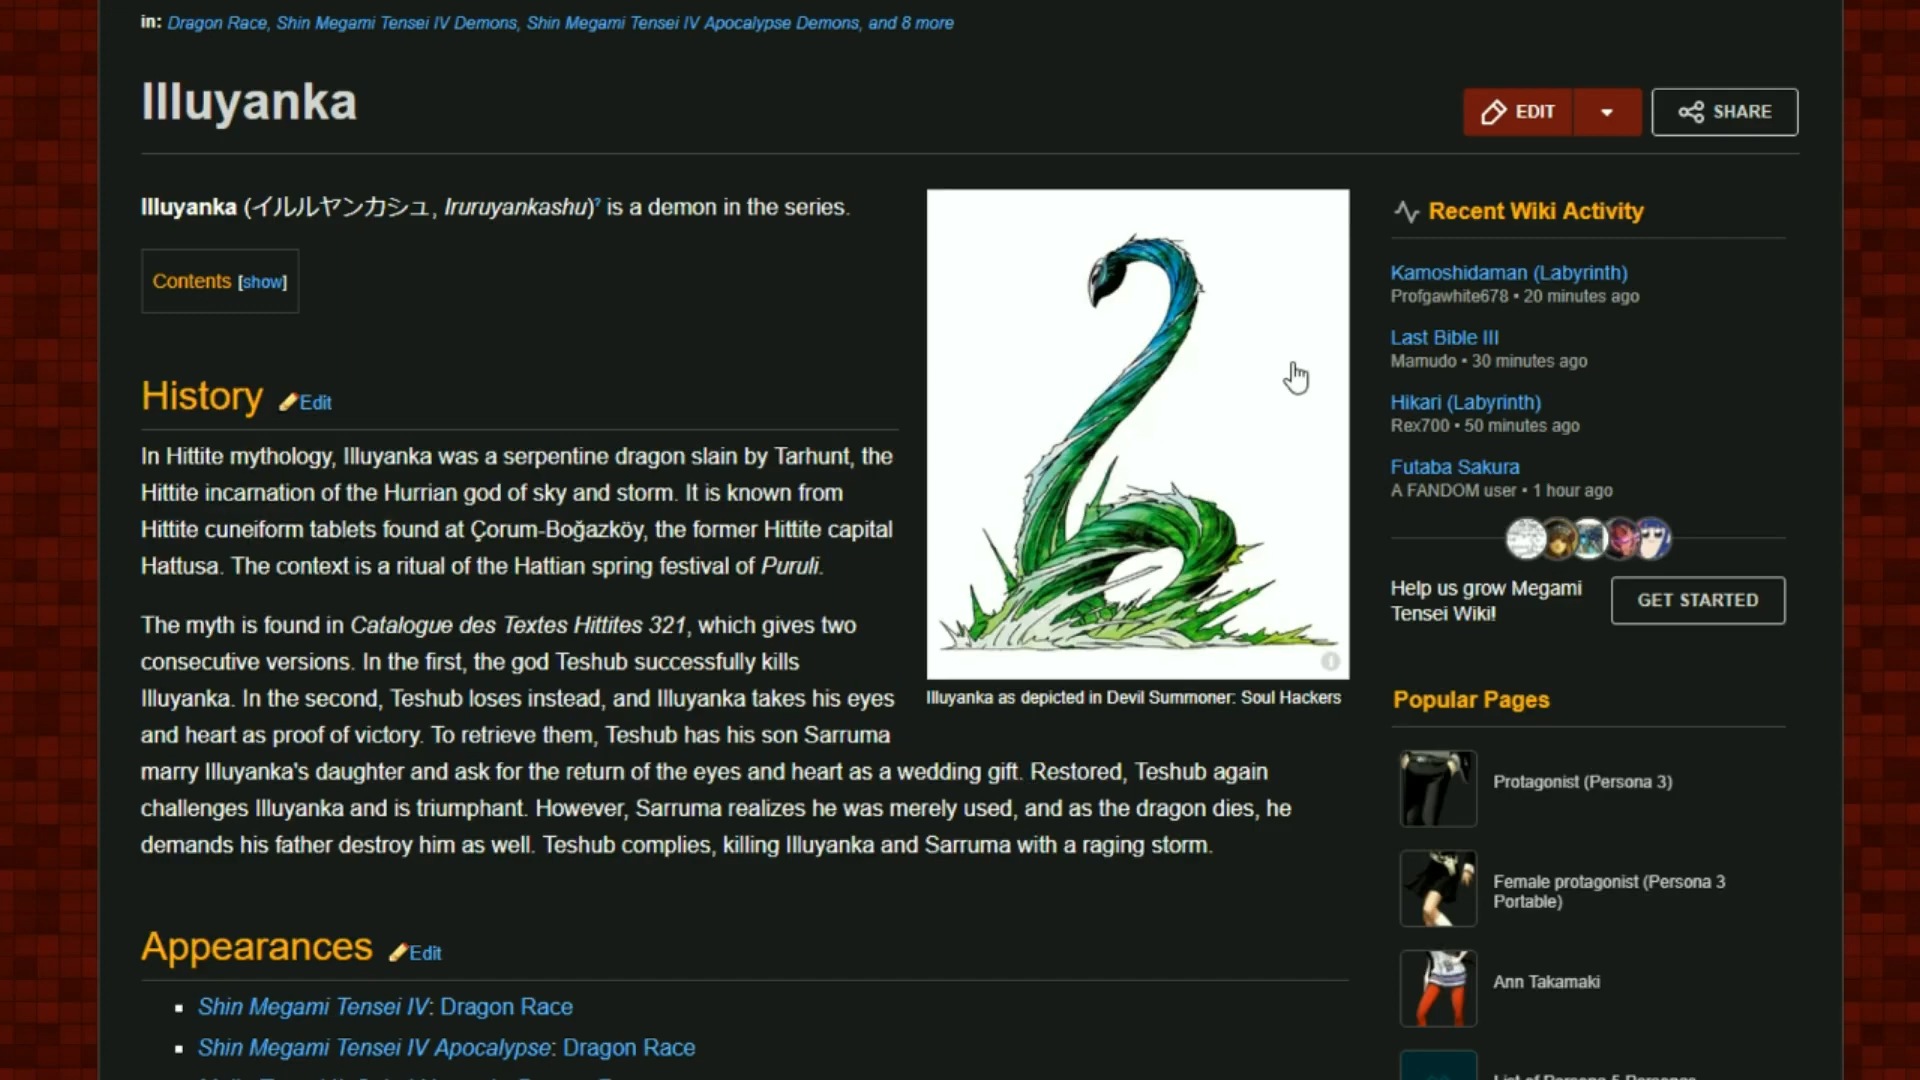 in: Dragon Race, Shin Megami Tensei IV Demons, Shin Megami Tensei IV Apocalypse Demons, and 8 more
Illuyanka
EDIT
SHARE
Illuyanka (イルルヤンカシュ, Iruruyankashu)? is a demon in the series.
Contents [show]
History
Edit
In Hittite mythology, Illuyanka was a serpentine dragon slain by Tarhunt, the
Hittite incarnation of the Hurrian god of sky and storm. It is known from
Hittite cuneiform tablets found at Çorum-Boğazköy, the former Hittite capital
Hattusa. The context is a ritual of the Hattian spring festival of Puruli.
The myth is found in Catalogue des Textes Hittites 321, which gives two
consecutive versions. In the first, the god Teshub successfully kills
Illuyanka. In the second, Teshub loses instead, and Illuyanka takes his eyes
and heart as proof of victory. To retrieve them, Teshub has his son Sarruma
marry Illuyanka's daughter and ask for the return of the eyes and heart as a wedding gift. Restored, Teshub again
challenges Illuyanka and is triumphant. However, Sarruma realizes he was merely used, and as the dragon dies, he
demands his father destroy him as well. Teshub complies, killing Illuyanka and Sarruma with a raging storm.
Illuyanka as depicted in Devil Summoner: Soul Hackers
Appearances
Edit
Shin Megami Tensei IV: Dragon Race
Shin Megami Tensei IV Apocalypse: Dragon Race
Recent Wiki Activity
Kamoshidaman (Labyrinth)
Profgawhite678 • 20 minutes ago
Last Bible III
Mamudo • 30 minutes ago
Hikari (Labyrinth)
Rex700 • 50 minutes ago
Futaba Sakura
A FANDOM user • 1 hour ago
Help us grow Megami
Tensei Wiki!
GET STARTED
Popular Pages
Protagonist (Persona 3)
Female protagonist (Persona 3
Portable)
Ann Takamaki